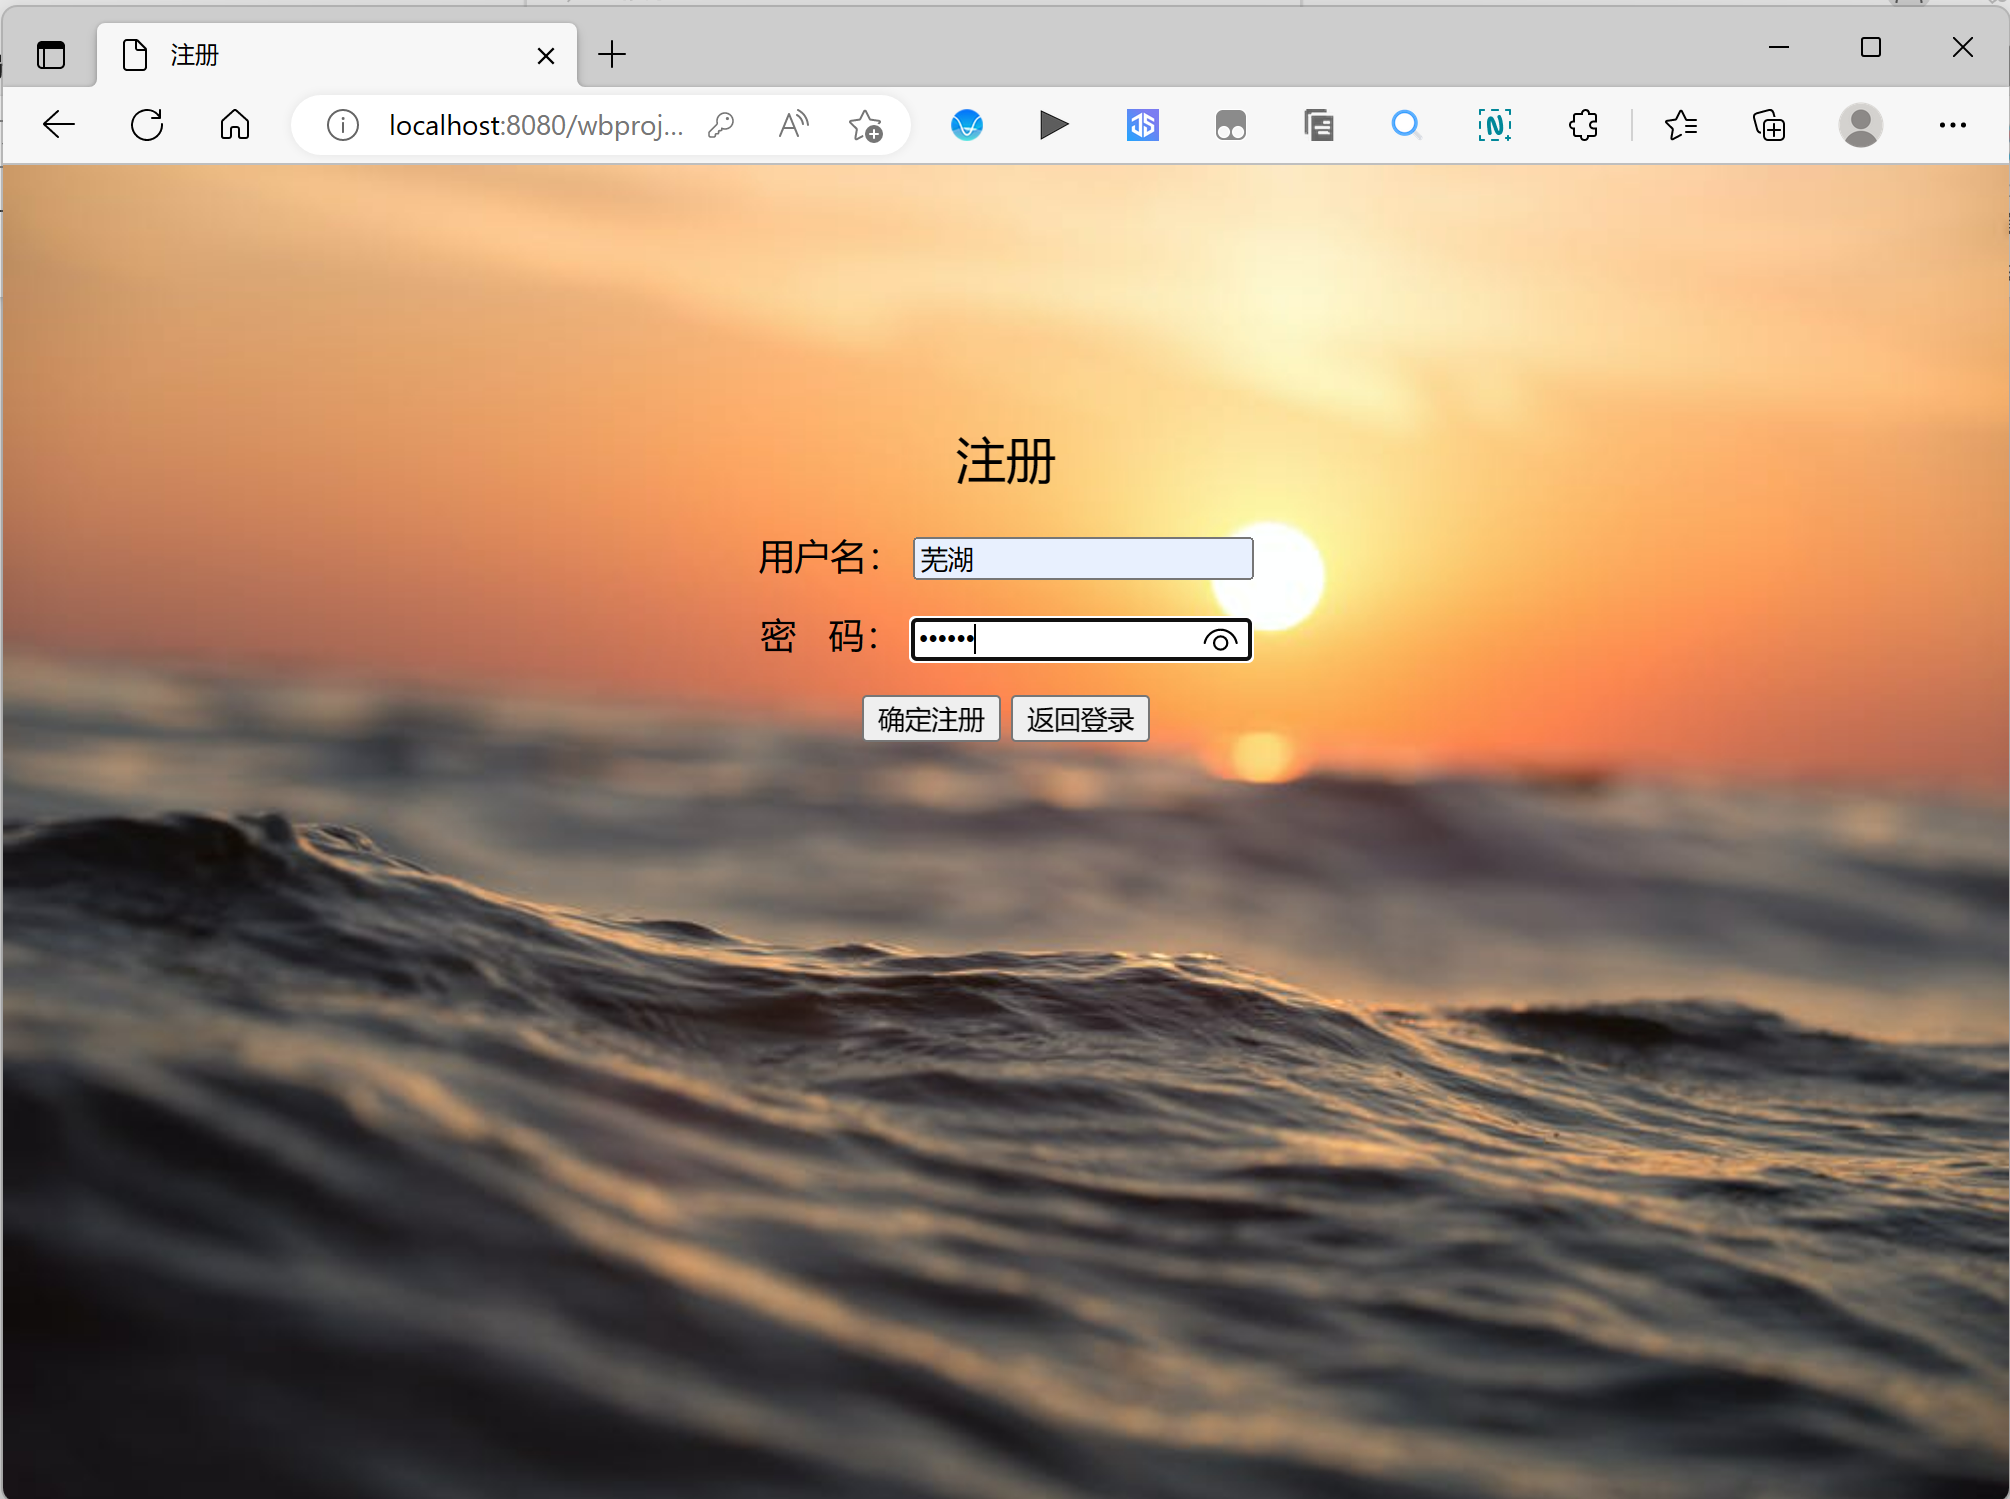 注册
localhost:8080/wbproj...
注册
用户名： 芜湖
密 码： ••••••
确定注册 返回登录